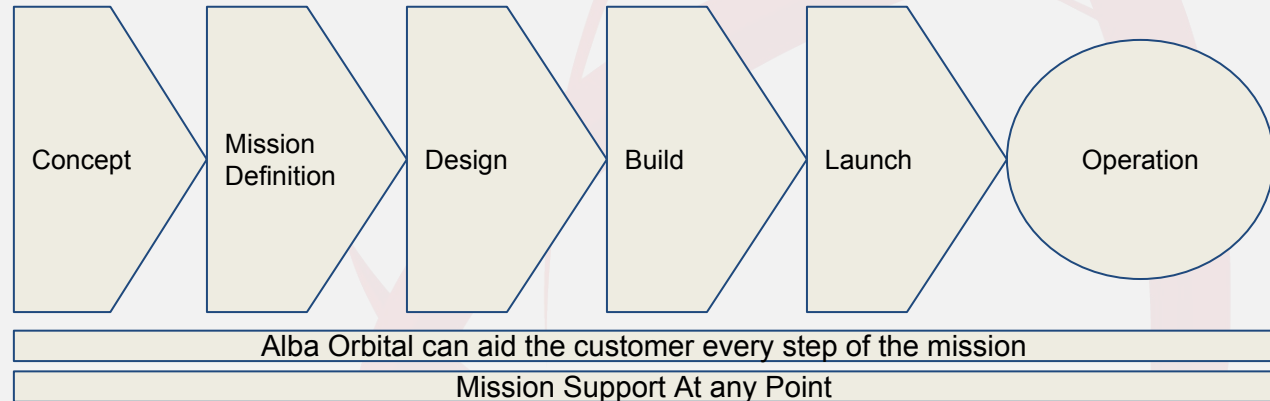 Concept
Mission
Definition
Design
Build
Launch
Operation
Alba Orbital can aid the customer every step of the mission
Mission Support At any Point